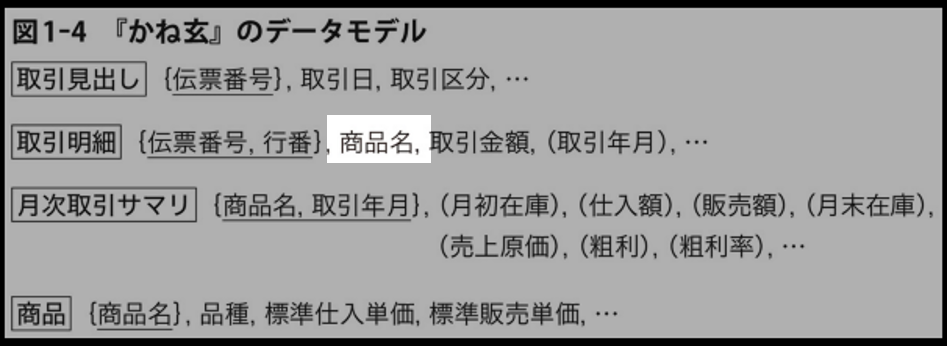 図1-4 『かね玄』のデータモデル
取引見出し {伝票番号}, 取引日, 取引区分, …
取引明細 {伝票番号, 行番}, 商品名, 取引金額, (取引年月), …
月次取引サマリ {商品名, 取引年月}, (月初在庫), (仕入額), (販売額), (月末在庫),
(売上原価), (粗利), (粗利率), …
商品 {商品名}, 品種, 標準仕入単価, 標準販売単価, …